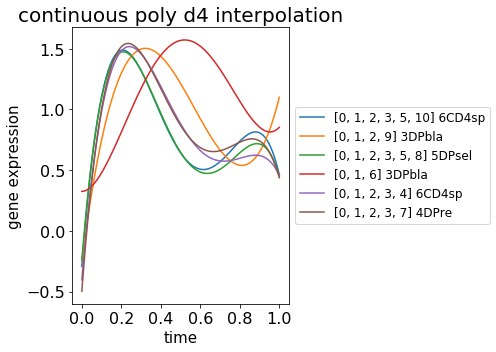 continuous poly d4 interpolation
gene expression
1.5
1.0
0.5
0.0
−0.5
0.0 0.2 0.4 0.6 0.8 1.0
time
[0, 1, 2, 3, 5, 10] 6CD4sp
[0, 1, 2, 9] 3DPbla
[0, 1, 2, 3, 5, 8] 5DPsel
[0, 1, 6] 3DPbla
[0, 1, 2, 3, 4] 6CD4sp
[0, 1, 2, 3, 7] 4DPre